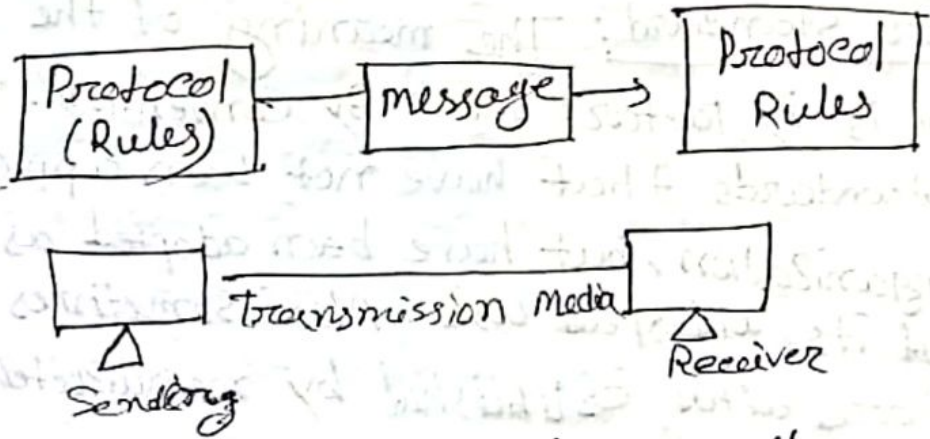 Protocol
(Rules)
message
Protocol
Rules
Transmission Media
Sending
Receiver